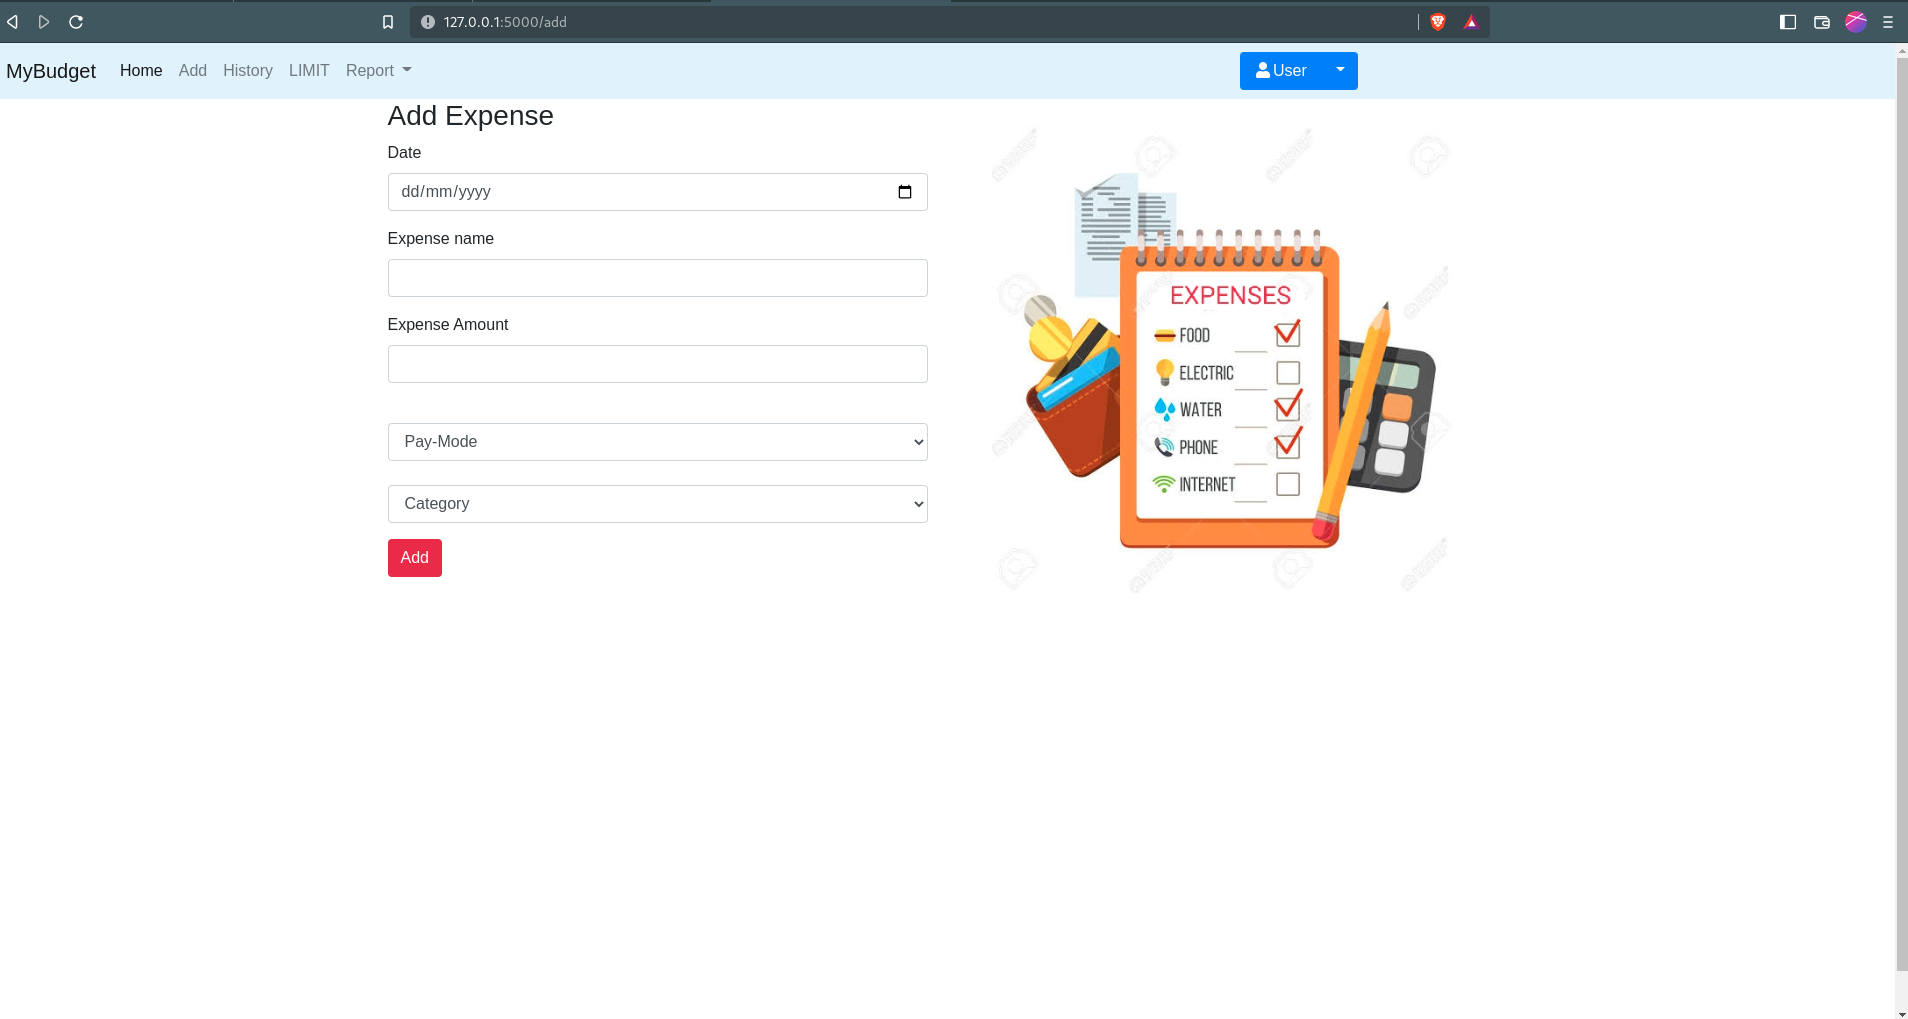 127.0.0.1:5000/add
MyBudget Home Add History LIMIT Report User
Add Expense
Date
dd/mm/yyyy
Expense name
Expense Amount
Pay-Mode
Category
Add
EXPENSES
FOOD
ELECTRIC
WATER
PHONE
INTERNET